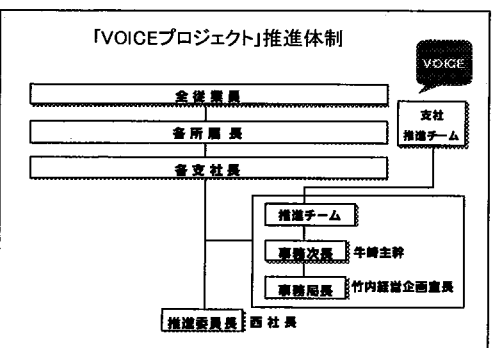 「VOICEプロジェクト」推進体制
VOICE
全従業員
各所属長
各支社長
支社
推進チーム
推進チーム
事務次長 牛崎主幹
事務局長 竹内経営企画室長
推進委員長 西社長